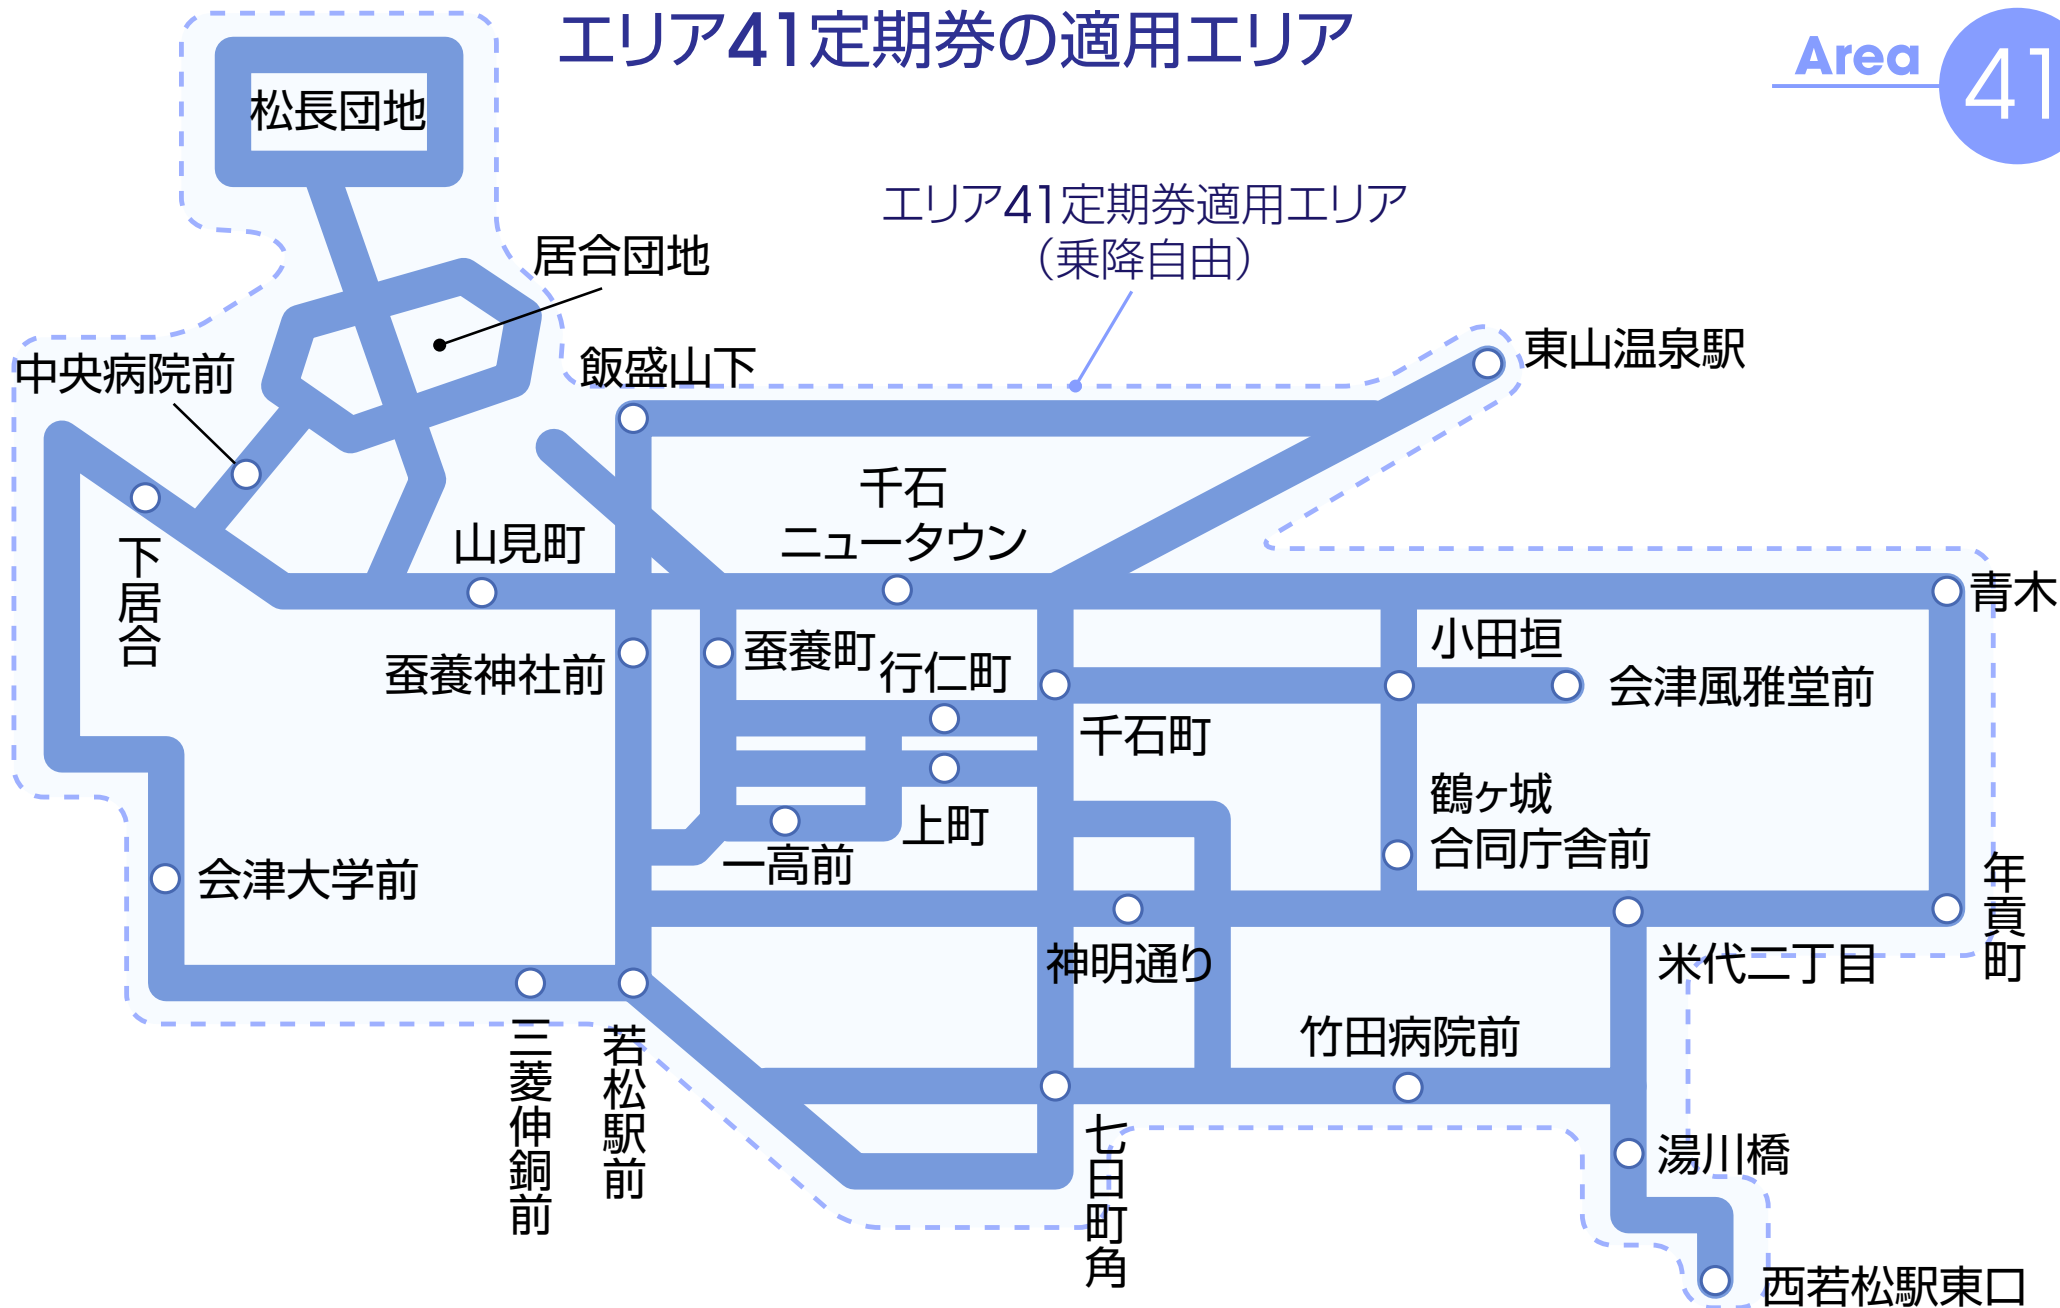 エリア41定期券の適用エリア
Area
41
松長団地
エリア41定期券適用エリア
（乗降自由）
居合団地
東山温泉駅
飯盛山下
中央病院前
千石
ニュータウン
山見町
下居合
青木
小田垣
蚕養町
行仁町
蚕養神社前
会津風雅堂前
千石町
鶴ヶ城
合同庁舎前
上町
一高前
会津大学前
年貢町
神明通り
米代二丁目
竹田病院前
三菱伸銅前
若松駅前
七日町角
湯川橋
西若松駅東口